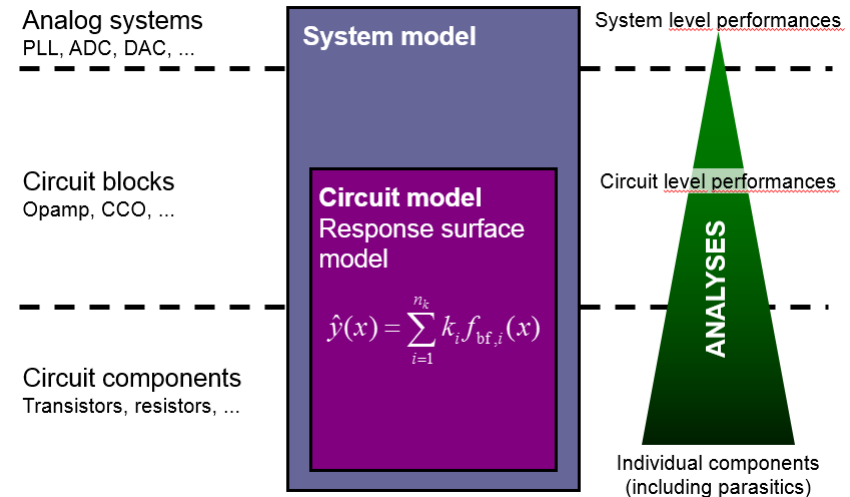 Analog systems
PLL, ADC, DAC, ...
Circuit blocks
Opamp, CCO, ...
Circuit components
Transistors, resistors, ...
System model
Circuit model
Response surface
model
ŷ(x) = ∑_{i=1}^{n_k} k_i f_{bf,i}(x)
System level performances
Circuit level performances
ANALYSES
Individual components
(including parasitics)